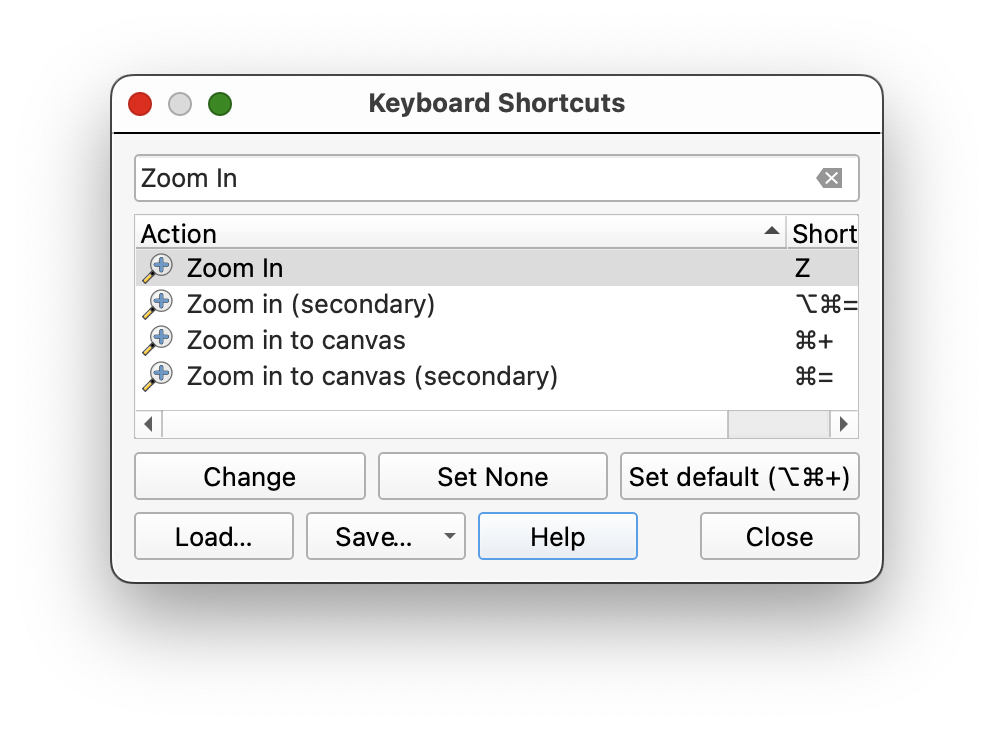 Keyboard Shortcuts
Zoom In
Action Short
Zoom In Z
Zoom in (secondary) ⌥⌘=
Zoom in to canvas ⌘+
Zoom in to canvas (secondary) ⌘=
Change Set None Set default (⌥⌘+)
Load... Save... Help Close